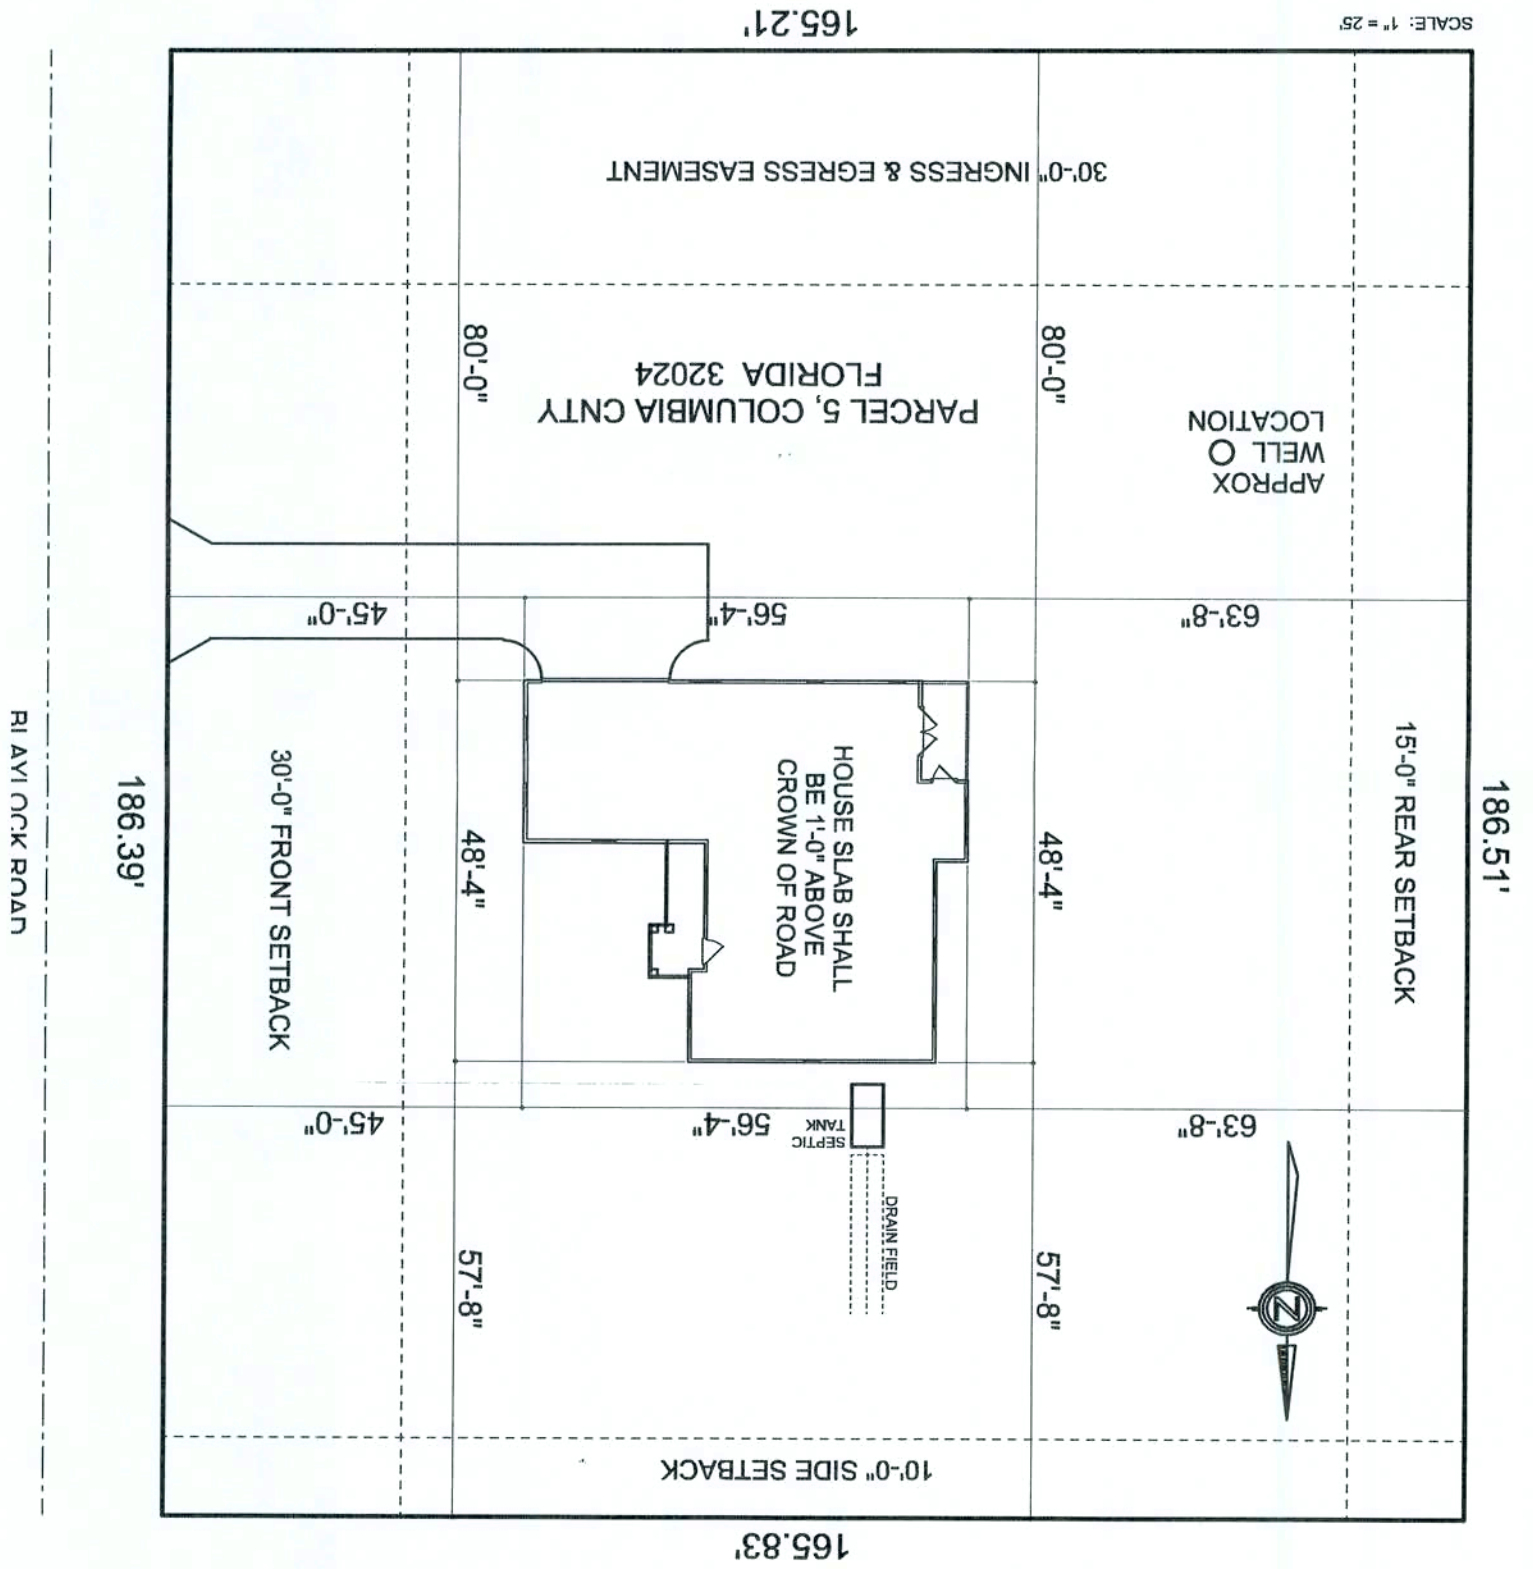 165.83'
10'-0" SIDE SETBACK
N
57'-8"
DRAIN FIELD
57'-8"
63'-8"
SEPTIC
TANK
56'-4"
45'-0"
186.51'
15'-0" REAR SETBACK
48'-4"
HOUSE SLAB SHALL
BE 1'-0" ABOVE
CROWN OF ROAD
48'-4"
30'-0" FRONT SETBACK
186.39'
BLAYLOCK ROAD
63'-8"
56'-4"
45'-0"
APPROX
WELL
LOCATION
80'-0"
PARCEL 5, COLUMBIA CNTY
FLORIDA 32024
80'-0"
30'-0" INGRESS & EGRESS EASEMENT
165.21'
SCALE: 1" = 25'